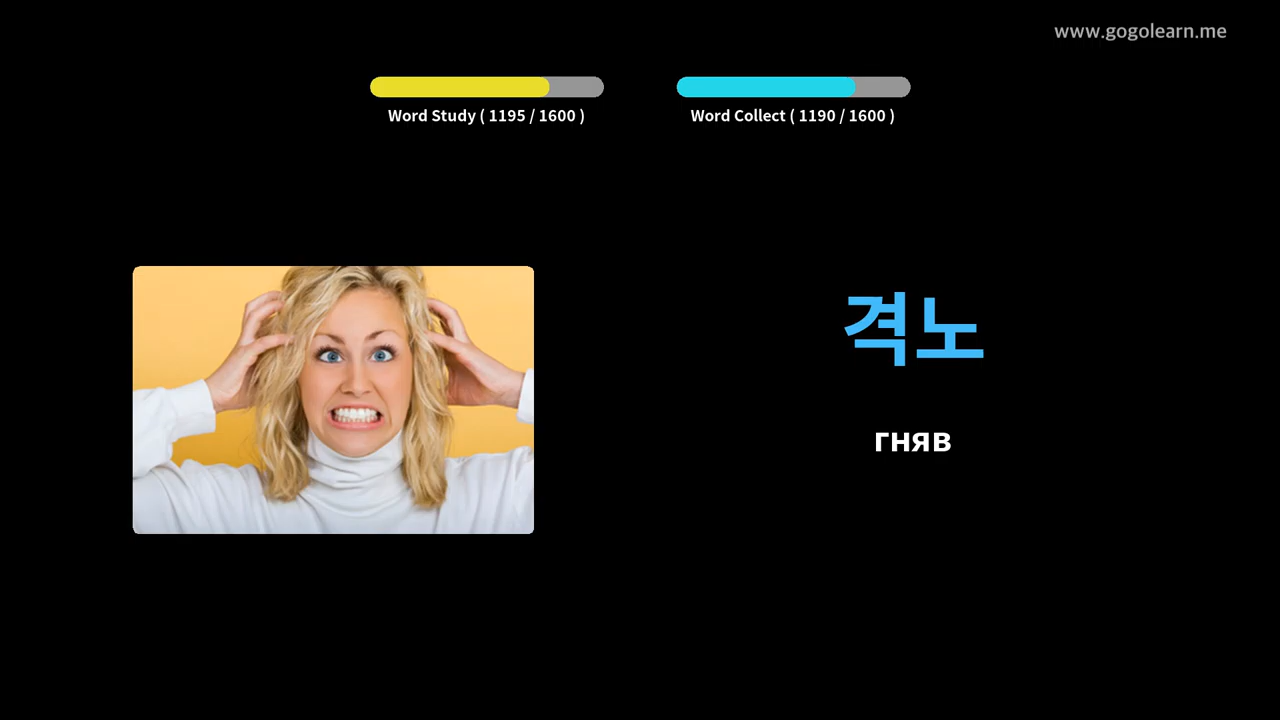 www.gogolearn.me
Word Study ( 1195 / 1600 )
Word Collect ( 1190 / 1600 )
격노
гняв